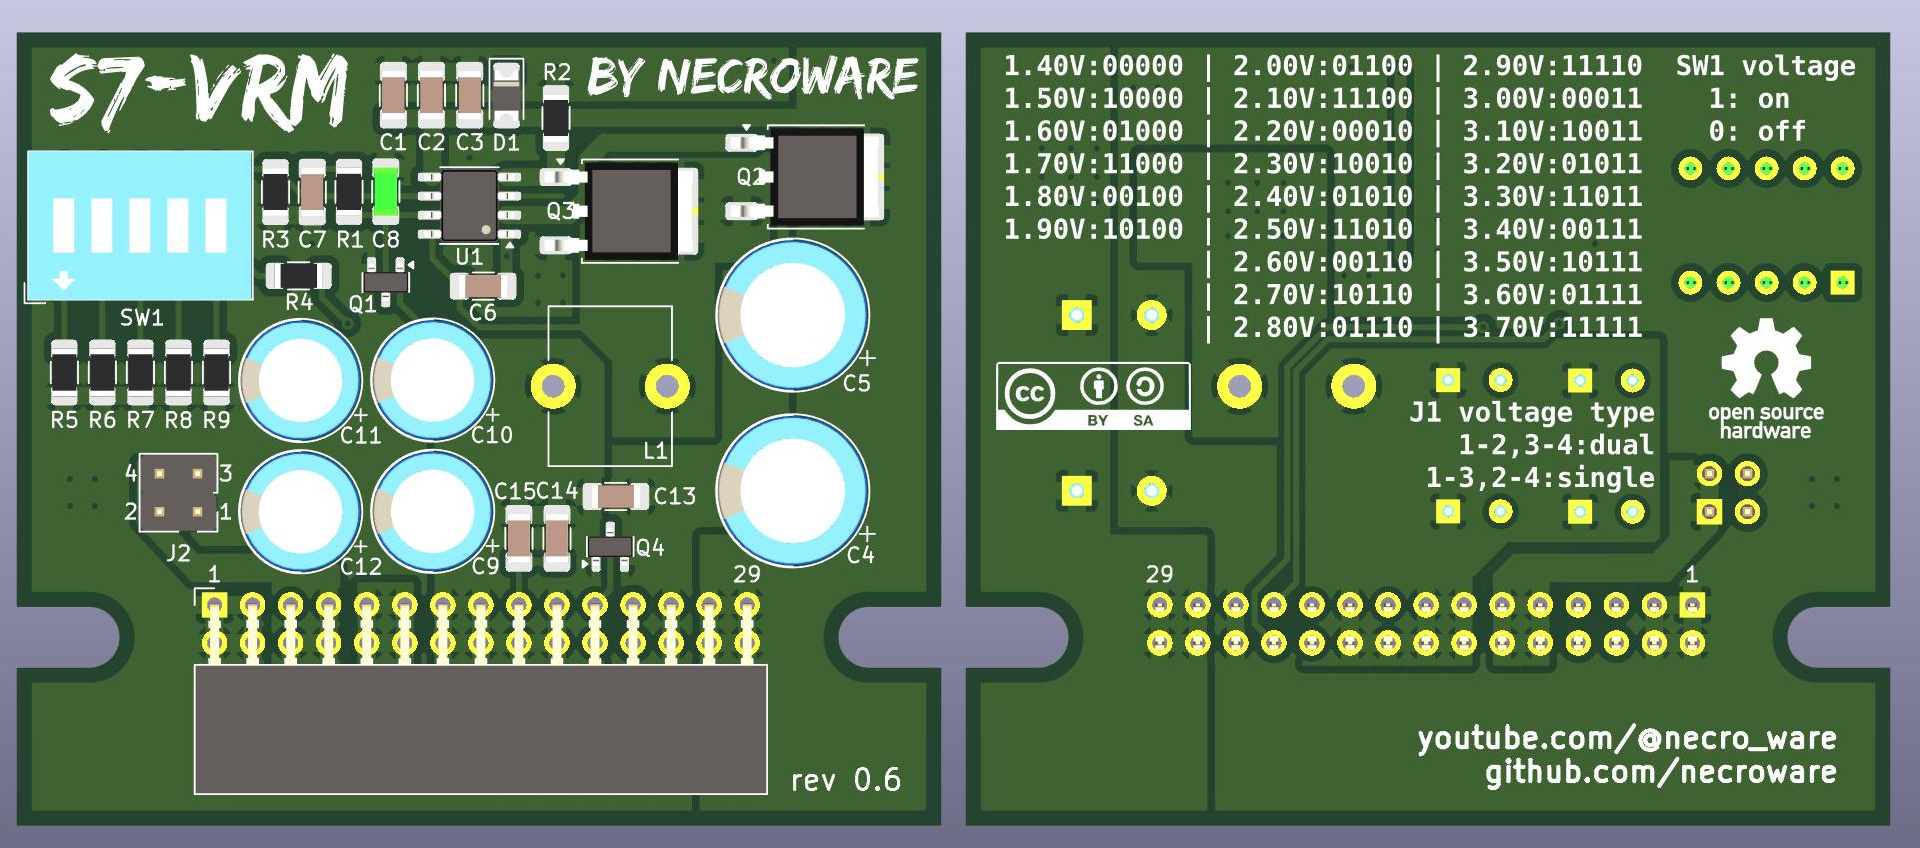 S7-VRM
BY NECROWARE
R2
C1 C2 C3 D1
Q2
Q3
R3 C7 R1 C8
U1
R4
Q1
C6
SW1
C5
R5 R6 R7 R8 R9
C11
C10
L1
4
3
2
1
J2
C15
C14
C13
Q4
C12
C9
C4
1
29
rev 0.6
1.40V:00000 | 2.00V:01100 | 2.90V:11110
1.50V:10000 | 2.10V:11100 | 3.00V:00011
1.60V:01000 | 2.20V:00010 | 3.10V:10011
1.70V:11000 | 2.30V:10010 | 3.20V:01011
1.80V:00100 | 2.40V:01010 | 3.30V:11011
1.90V:10100 | 2.50V:11010 | 3.40V:00111
| 2.60V:00110 | 3.50V:10111
| 2.70V:10110 | 3.60V:01111
| 2.80V:01110 | 3.70V:11111
SW1 voltage
1: on
0: off
cc
BY SA
open source
hardware
J1 voltage type
1-2,3-4:dual
1-3,2-4:single
29
1
youtube.com/@necro_ware
github.com/necroware